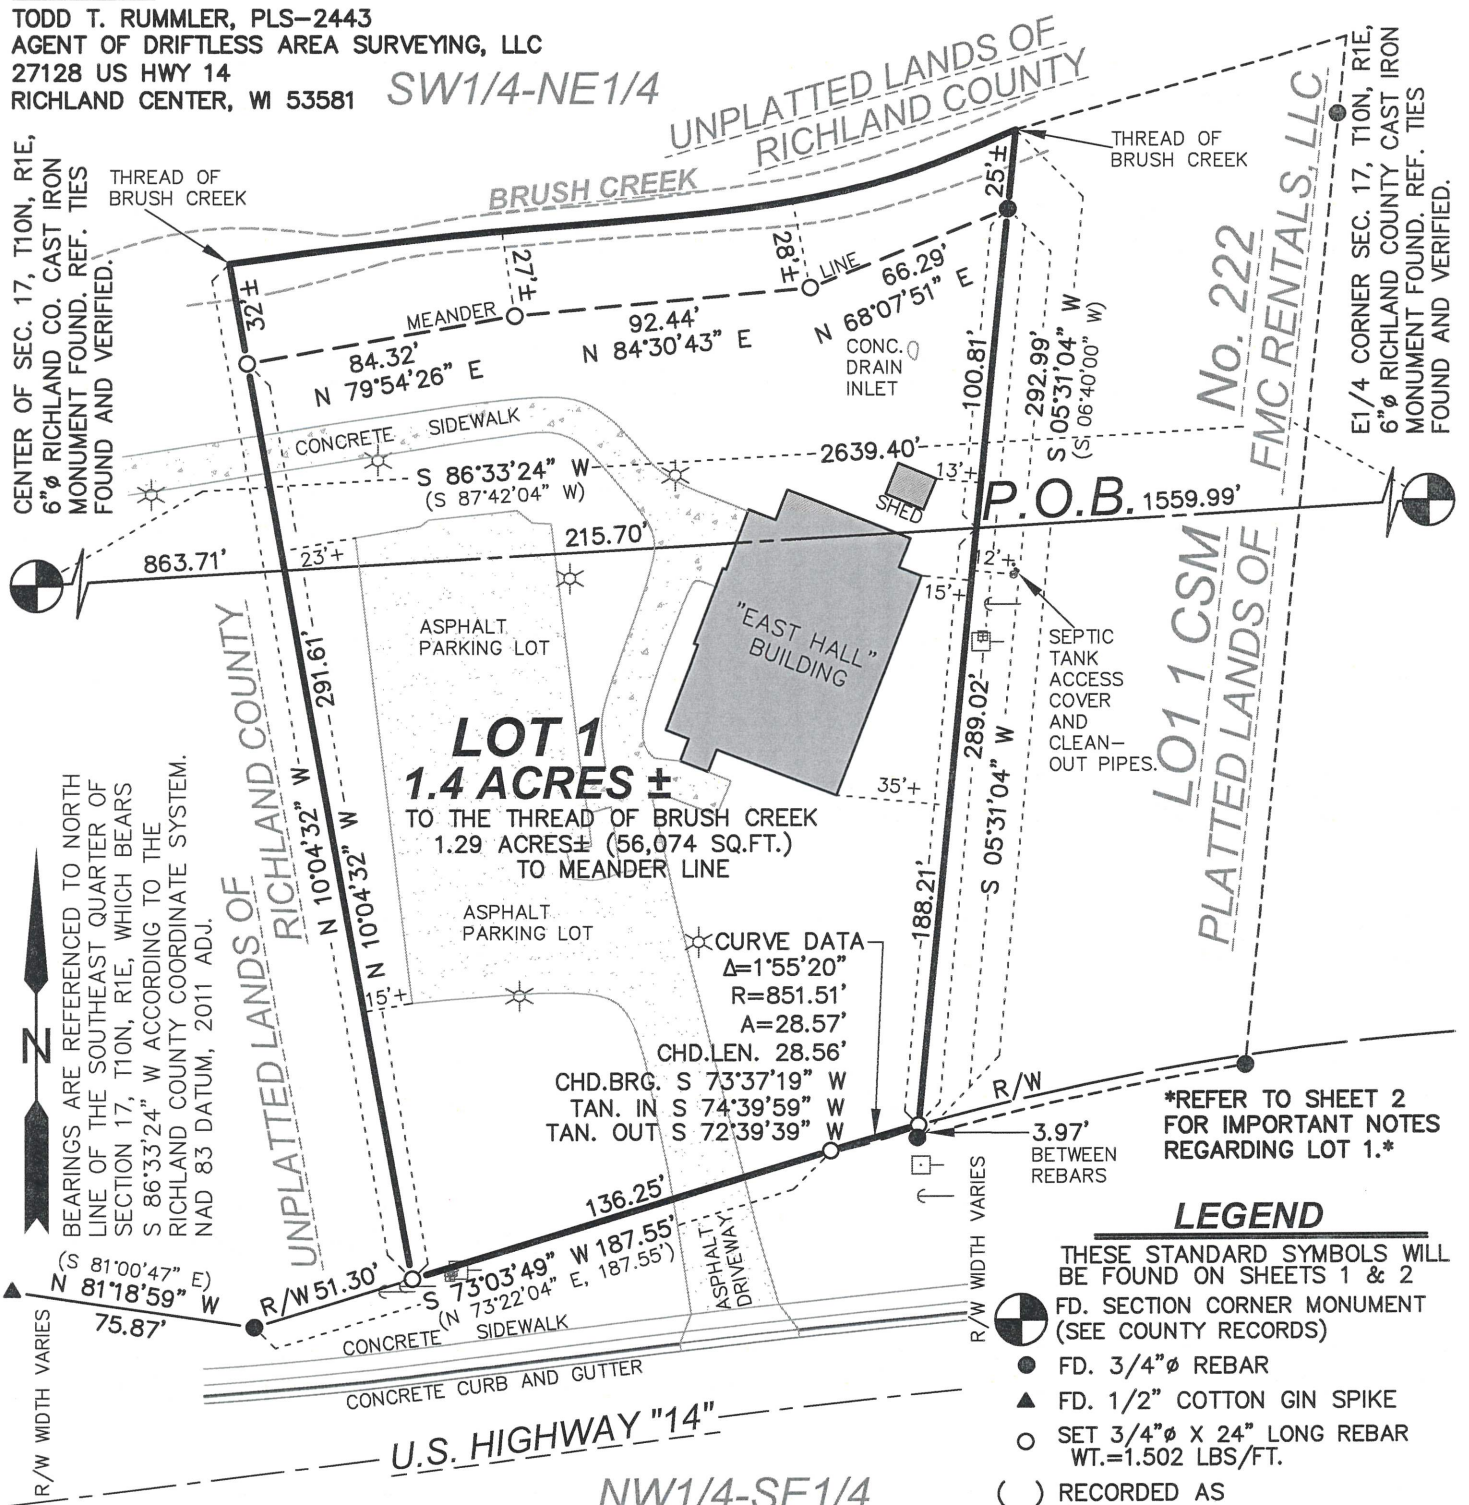 TODD T. RUMMLER, PLS-2443
AGENT OF DRIFTLESS AREA SURVEYING, LLC
27128 US HWY 14
RICHLAND CENTER, WI 53581
SW1/4-NE1/4
UNPLATTED LANDS OF
RICHLAND COUNTY
CENTER OF SEC. 17, T10N, R1E,
6"ø RICHLAND CO. CAST IRON
MONUMENT FOUND. REF. TIES
FOUND AND VERIFIED.
THREAD OF
BRUSH CREEK
BRUSH CREEK
THREAD OF
BRUSH CREEK
E1/4 CORNER SEC. 17, T10N, R1E,
6"ø RICHLAND COUNTY CAST IRON
MONUMENT FOUND. REF. TIES
FOUND AND VERIFIED.
32'±
27'±
28'±
25'±
MEANDER
LINE
84.32'
N 79°54'26" E
92.44'
N 84°30'43" E
66.29'
N 68°07'51" E
CONC.
DRAIN
INLET
100.81'
292.99'
S 05°31'04" W
(S 06°40'00" W)
No. 222
LOT 1 CSM
FMC RENTALS, LLC
PLATTED LANDS OF
CONCRETE SIDEWALK
S 86°33'24" W
(S 87°42'04" W)
2639.40'
13'±
SHED
P.O.B.
1559.99'
863.71'
23'±
215.70'
12'±
15'±
ASPHALT
PARKING LOT
"EAST HALL"
BUILDING
SEPTIC
TANK
ACCESS
COVER
AND
CLEAN-
OUT PIPES.
291.61'
N 10°04'32" W
N 10°04'32" W
289.02'
S 05°31'04" W
LOT 1
1.4 ACRES ±
TO THE THREAD OF BRUSH CREEK
1.29 ACRES± (56,074 SQ.FT.)
TO MEANDER LINE
35'±
188.21'
UNPLATTED LANDS OF
RICHLAND COUNTY
BEARINGS ARE REFERENCED TO NORTH
LINE OF THE SOUTHEAST QUARTER OF
SECTION 17, T10N, R1E, WHICH BEARS
S 86°33'24" W ACCORDING TO THE
RICHLAND COUNTY COORDINATE SYSTEM.
NAD 83 DATUM, 2011 ADJ.
N
ASPHALT
PARKING LOT
15'±
CURVE DATA
Δ=1°55'20"
R=851.51'
A=28.57'
CHD.LEN. 28.56'
CHD.BRG. S 73°37'19" W
TAN. IN S 74°39'59" W
TAN. OUT S 72°39'39" W
R/W
3.97'
BETWEEN
REBARS
*REFER TO SHEET 2
FOR IMPORTANT NOTES
REGARDING LOT 1.*
136.25'
S 73°03'49" W 187.55'
(N 73°22'04" E, 187.55')
(S 81°00'47" E)
N 81°18'59" W
75.87'
R/W 51.30'
R/W WIDTH VARIES
CONCRETE SIDEWALK
ASPHALT
DRIVEWAY
R/W WIDTH VARIES
CONCRETE CURB AND GUTTER
U.S. HIGHWAY "14"
NW1/4-SE1/4
LEGEND
THESE STANDARD SYMBOLS WILL
BE FOUND ON SHEETS 1 & 2
FD. SECTION CORNER MONUMENT
(SEE COUNTY RECORDS)
FD. 3/4"ø REBAR
FD. 1/2" COTTON GIN SPIKE
SET 3/4"ø X 24" LONG REBAR
WT.=1.502 LBS/FT.
( ) RECORDED AS